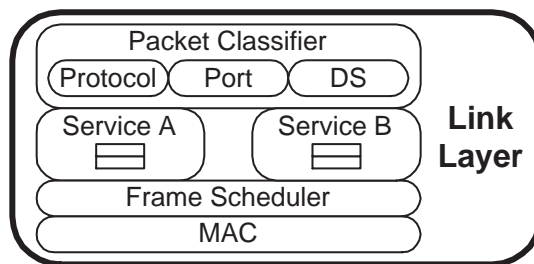 Packet Classifier
Protocol Port DS
Service A Service B
Link
Layer
Frame Scheduler
MAC